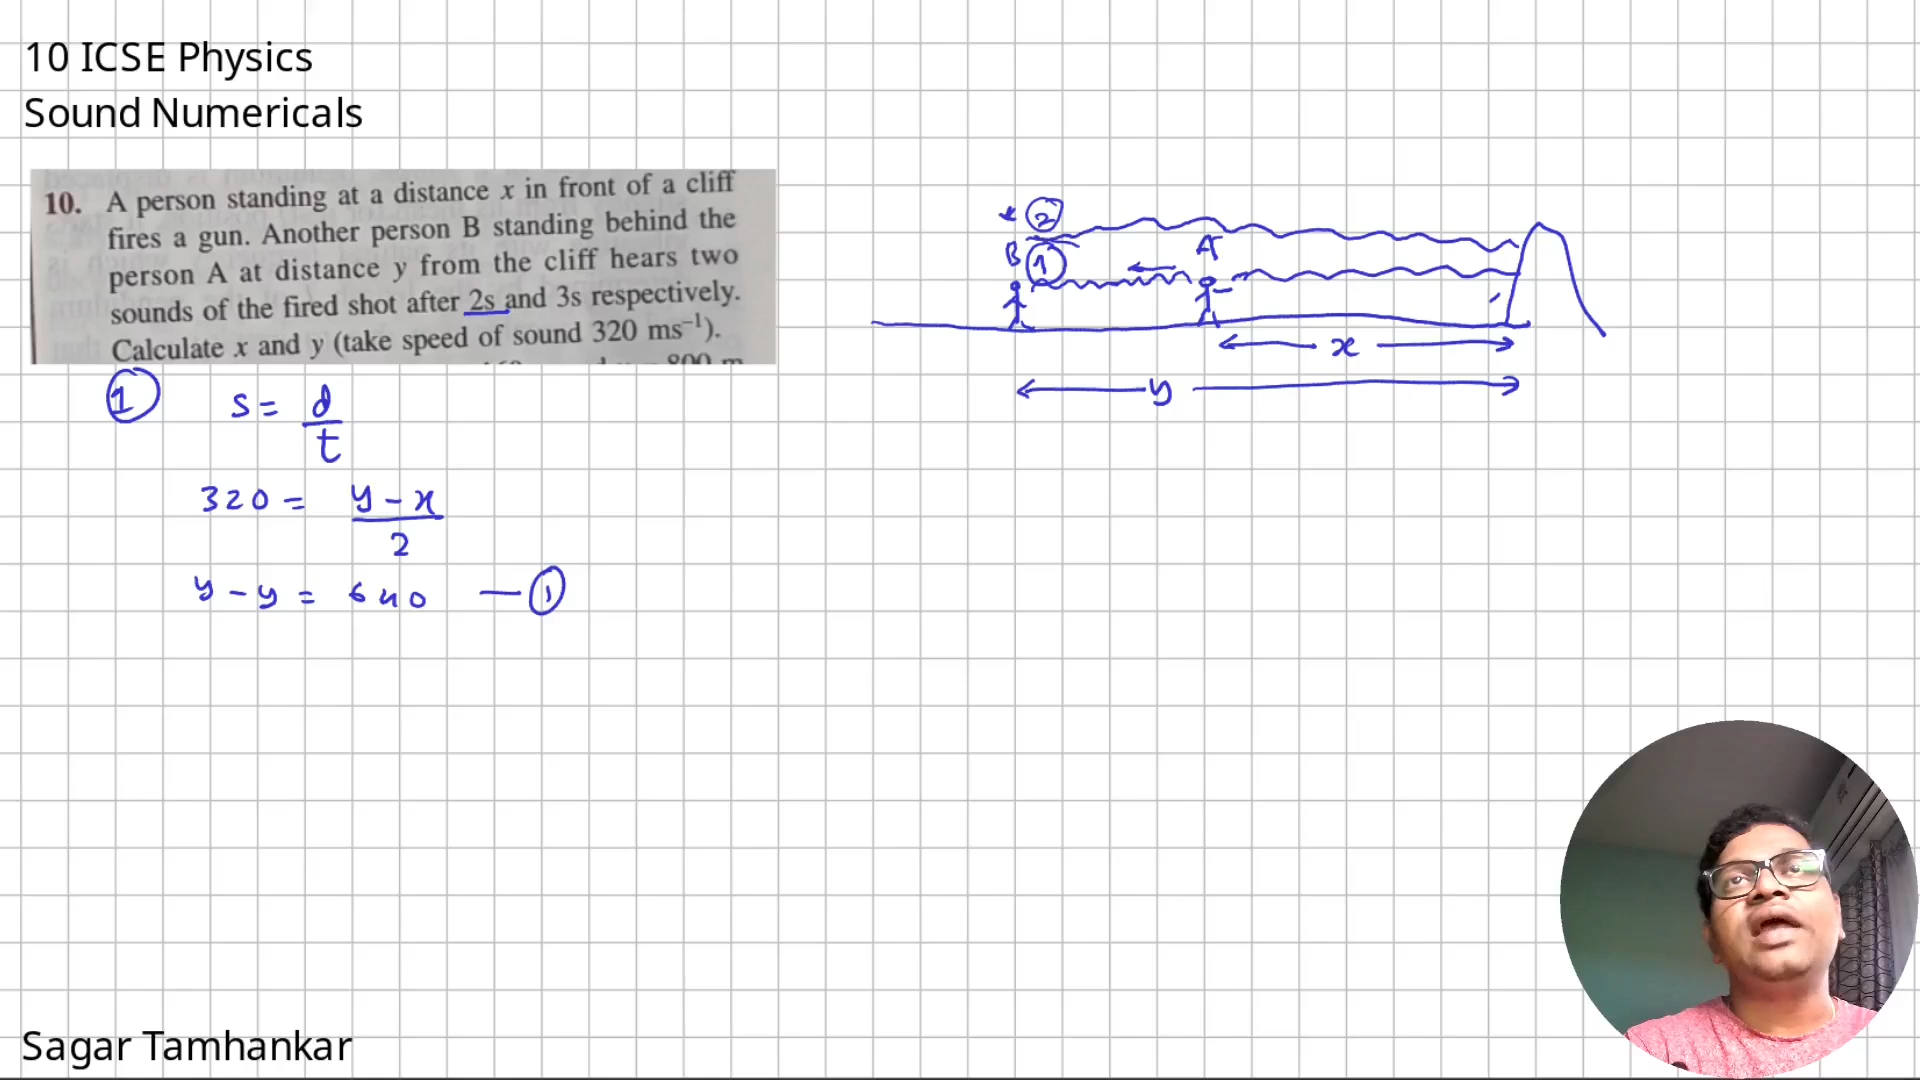 10 ICSE Physics
Sound Numericals
10. A person standing at a distance x in front of a cliff
fires a gun. Another person B standing behind the
person A at distance y from the cliff hears two
sounds of the fired shot after 2s and 3s respectively.
Calculate x and y (take speed of sound 320 ms⁻¹).
800 m
② 
B ① A
x
y
① s = d/t
320 = y - x / 2
y - y = 640 — ①
Sagar Tamhankar